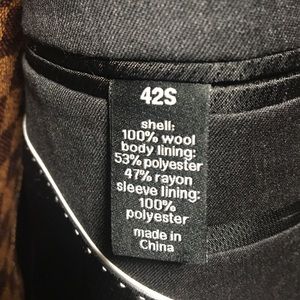 42S
shell:
100% wool
body lining:
53% polyester
47% rayon
sleeve lining:
100%
polyester
made in
China